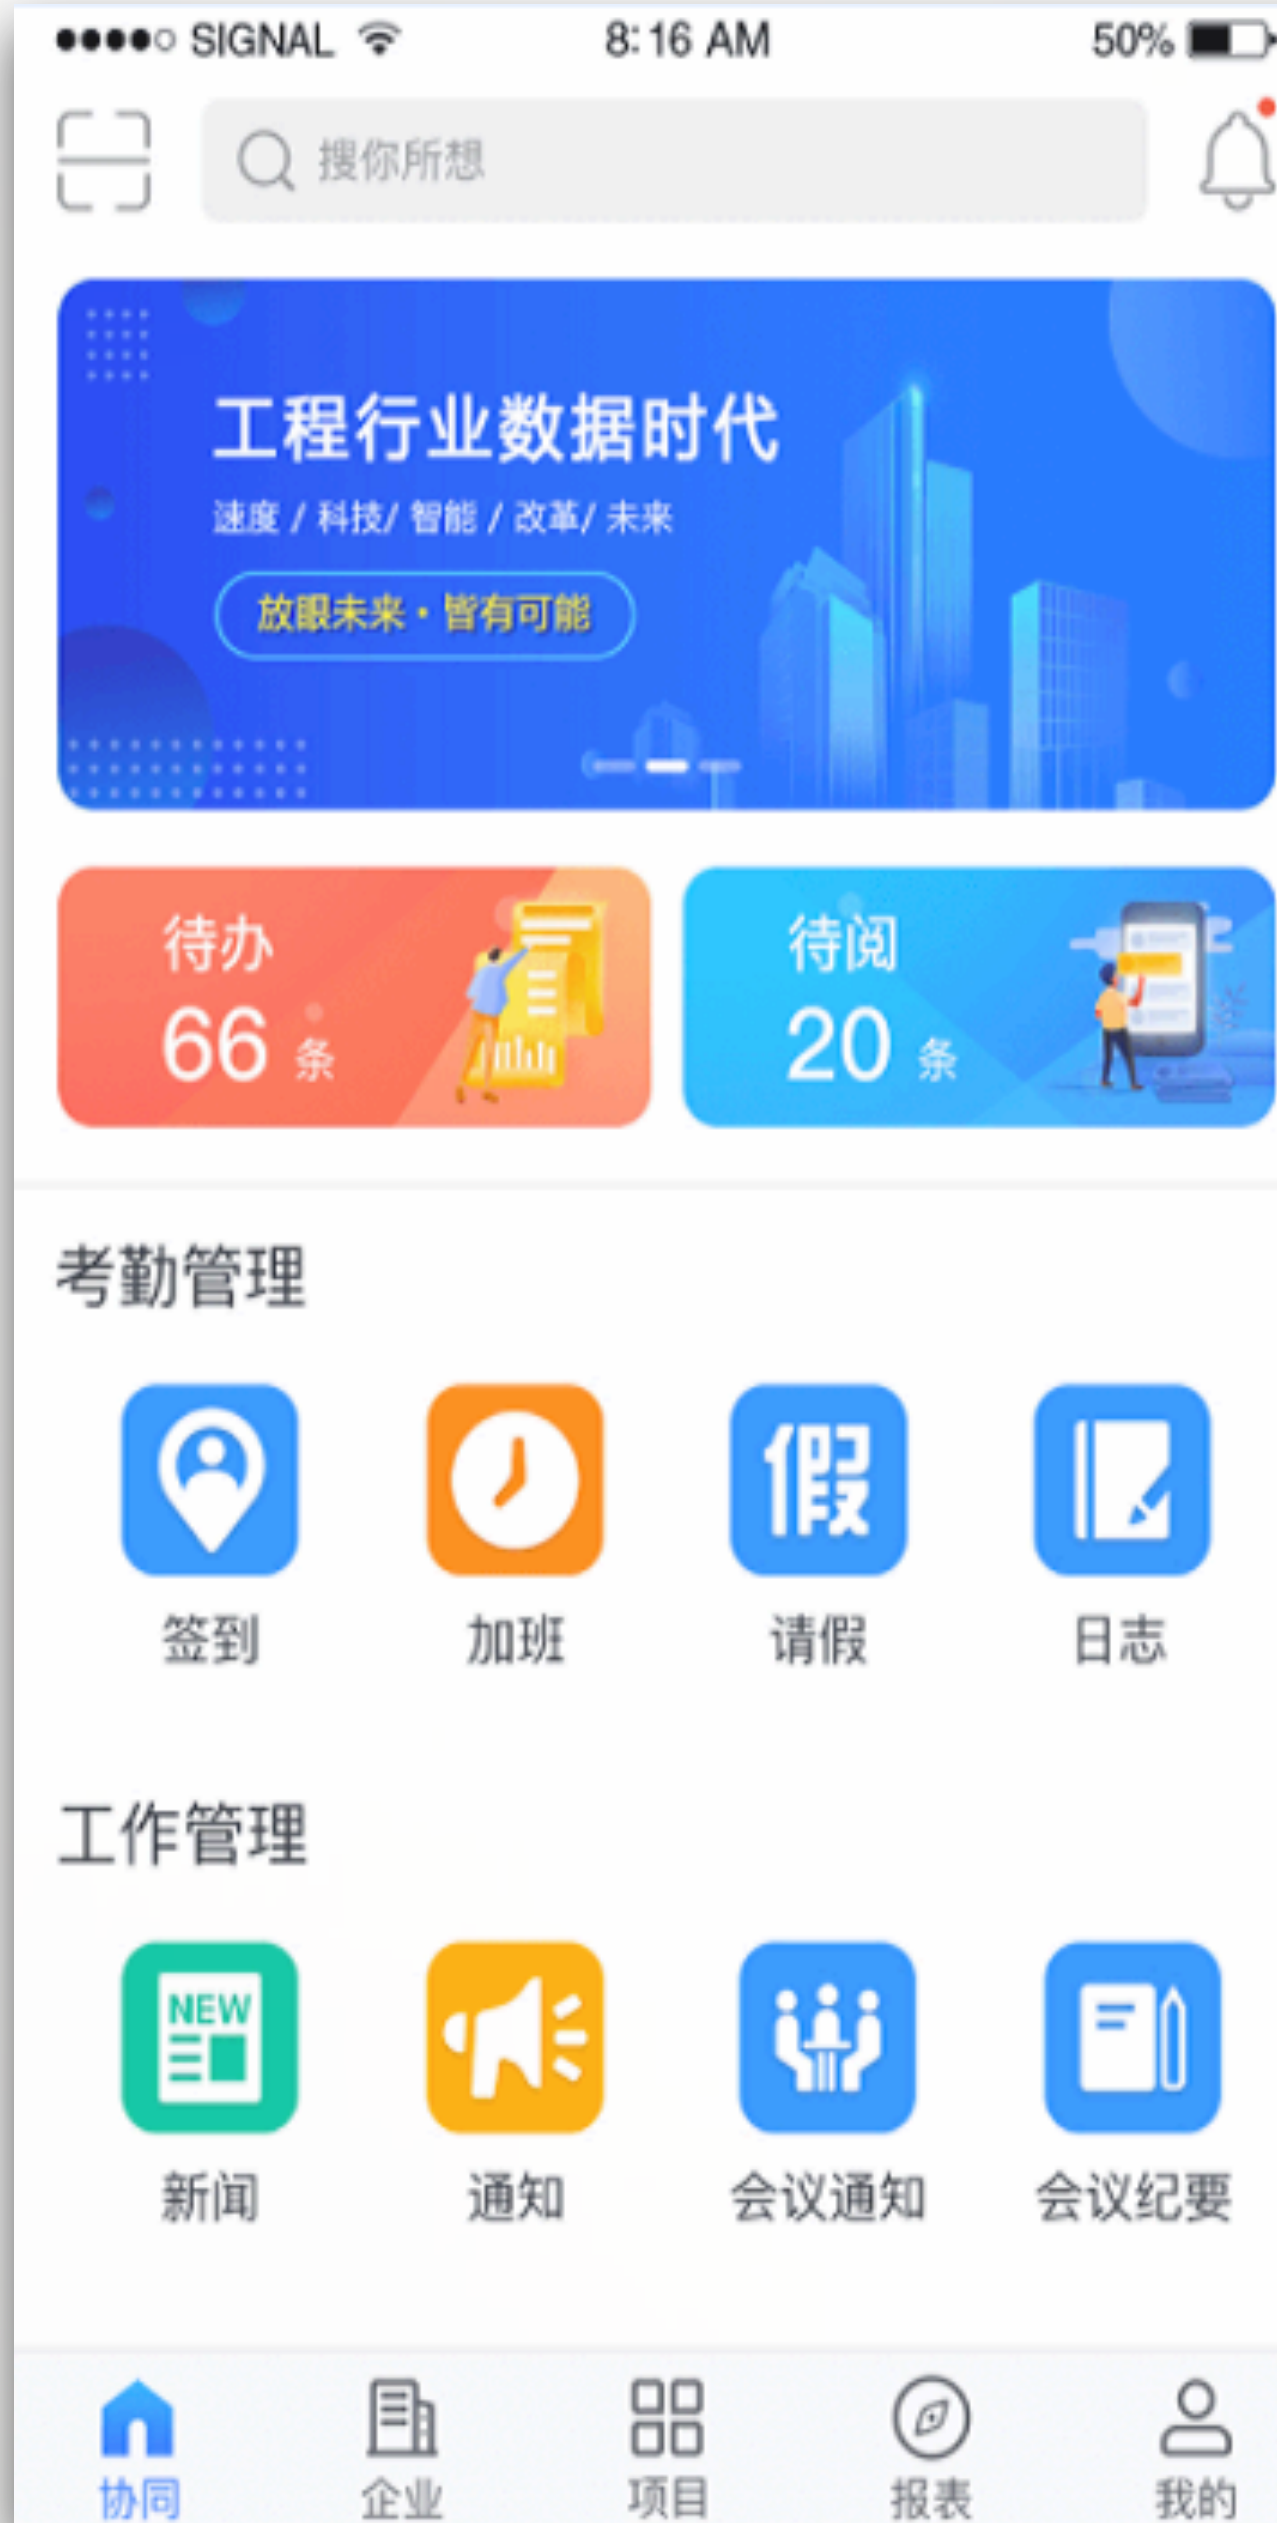 SIGNAL 8:16 AM 50%
搜你所想
工程行业数据时代
速度 / 科技/ 智能 / 改革/ 未来
放眼未来·皆有可能
待办 待阅
66 条 20 条
考勤管理
假
签到 加班 请假 日志
工作管理
NEW
新闻 通知 会议通知 会议纪要
协同 企业 项目 报表 我的